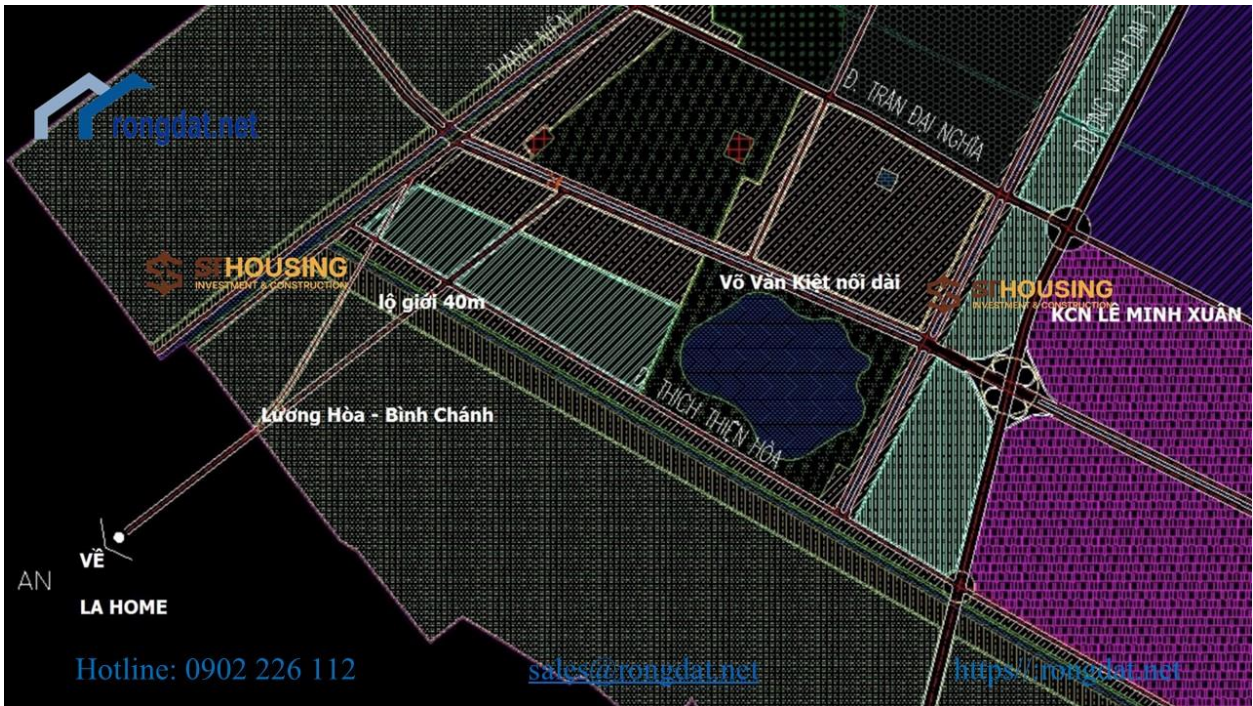 THANH NIÊN
ĐƯỜNG VÀNH ĐAI 3
Đ. TRẦN ĐẠI NGHĨA
rongdat.net
SIHOUSING
INVESTMENT & CONSTRUCTION
Võ Văn Kiệt nối dài
SIHOUSING
INVESTMENT & CONSTRUCTION
KCN LÊ MINH XUÂN
lộ giới 40m
Đ. THÍCH THIỆN HÒA
Lương Hòa - Bình Chánh
VỀ
AN
LA HOME
Hotline: 0902 226 112
sales@rongdat.net
https//:rongdat.net